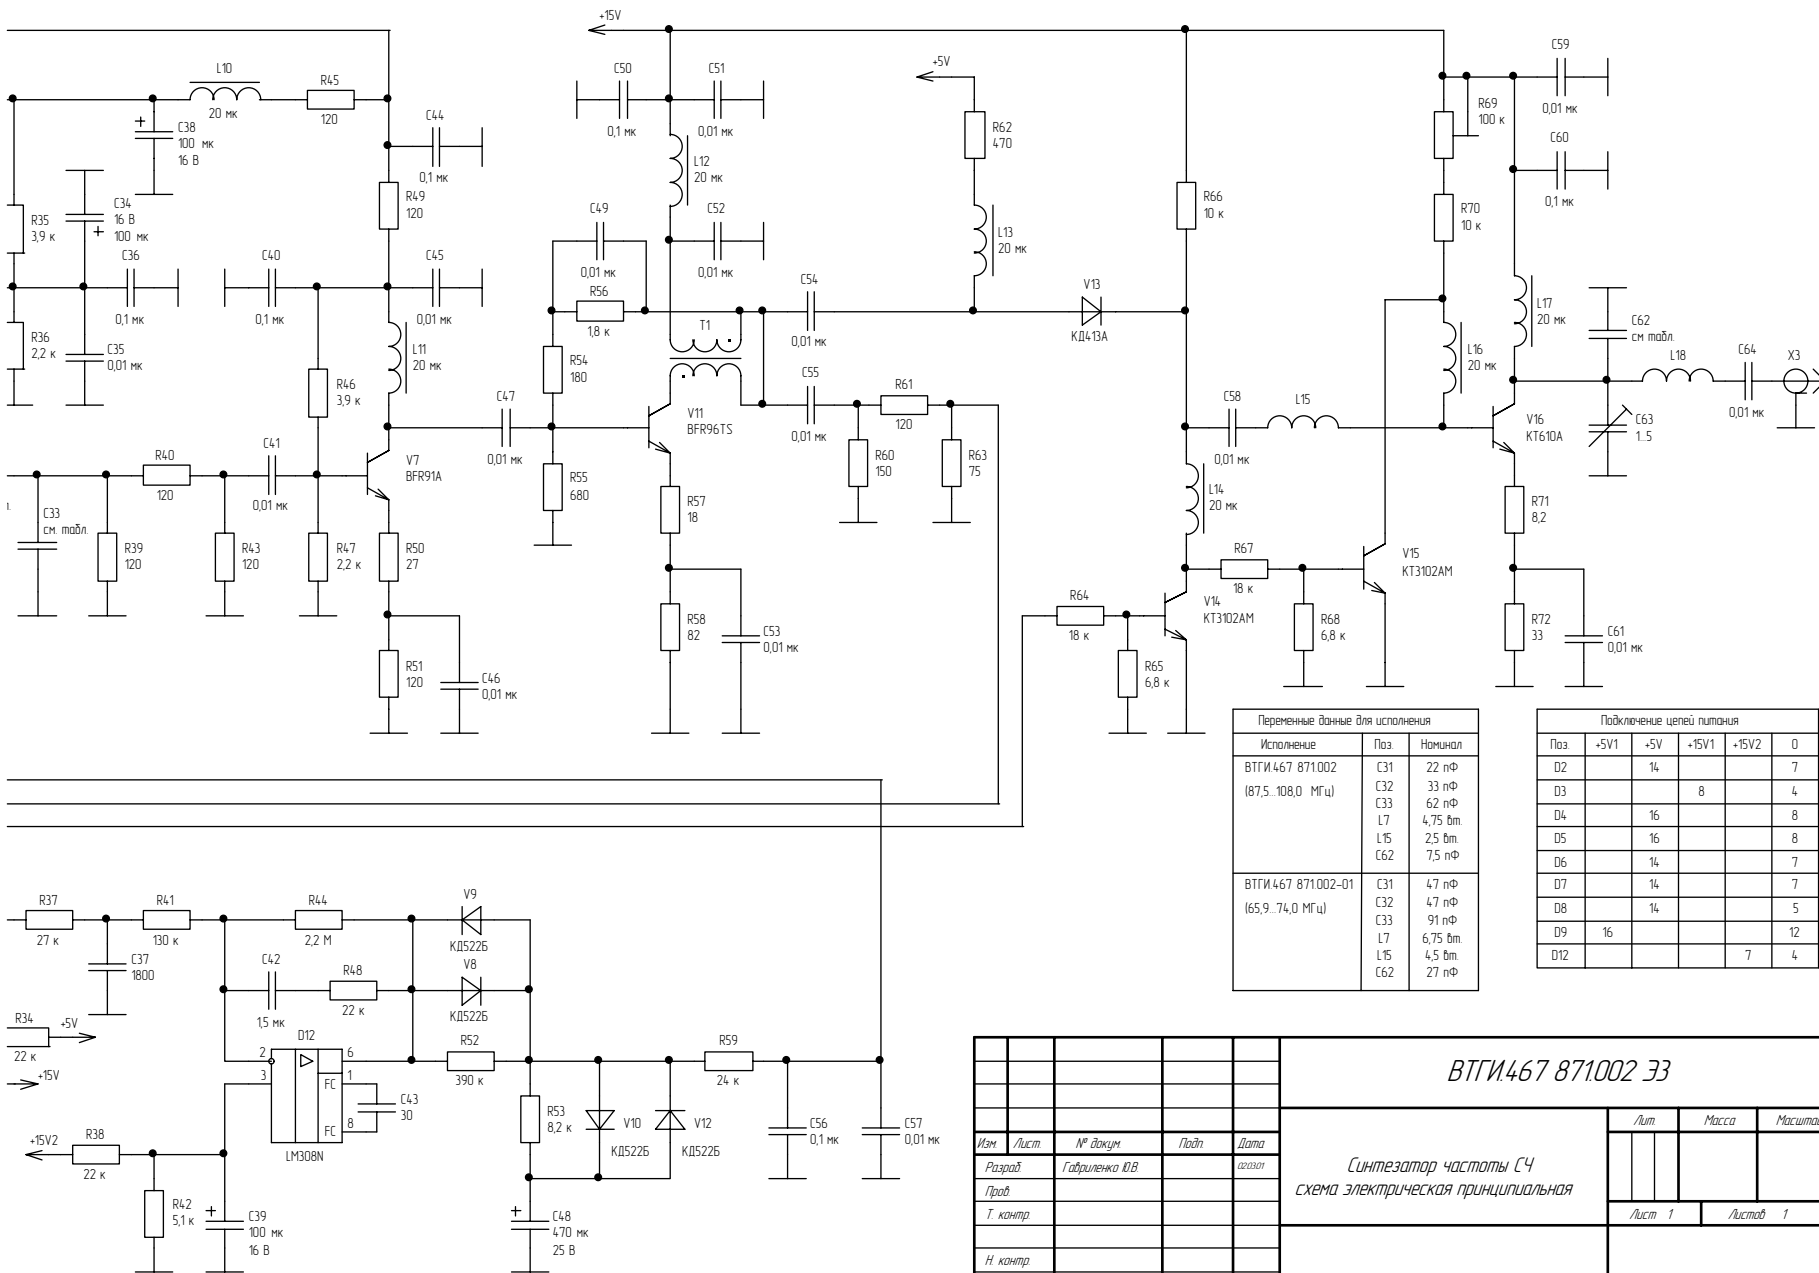 +15V
L10
20 мк
R45
120
C38
100 мк
16 В
C44
0,1 мк
R49
120
R35
3,9 к
C34
16 В
100 мк
C36
0,1 мк
C40
0,1 мк
C45
0,01 мк
R36
2,2 к
C35
0,01 мк
L11
20 мк
R46
3,9 к
C41
0,01 мк
R40
120
V7
BFR91A
C33
см. табл.
R39
120
R43
120
R47
2,2 к
R50
27
R51
120
C46
0,01 мк
C47
0,01 мк
C50
0,1 мк
C51
0,01 мк
L12
20 мк
C49
0,01 мк
C52
0,01 мк
R56
1,8 к
T1
R54
180
V11
BFR96TS
R55
680
R57
18
R58
82
C53
0,01 мк
C54
0,01 мк
C55
0,01 мк
R61
120
R60
150
R63
75
+5V
R62
470
L13
20 мк
V13
КД413А
R66
10 к
C58
0,01 мк
L15
L14
20 мк
R64
18 к
R65
6,8 к
V14
КТ3102АМ
R67
18 к
R68
6,8 к
V15
КТ3102АМ
C59
0,01 мк
R69
100 к
C60
0,1 мк
R70
10 к
L17
20 мк
L16
20 мк
C62
см табл.
L18
C64
0,01 мк
X3
V16
КТ610А
C63
1..5
R71
8,2
R72
33
C61
0,01 мк
Переменные данные для исполнения
Исполнение Поз. Номинал
ВТГИ.467 871.002 C31 22 пФ
(87,5...108,0 МГц) C32 33 пФ
C33 62 пФ
L7 4,75 вт.
L15 2,5 вт.
C62 7,5 пФ
ВТГИ.467 871.002-01 C31 47 пФ
(65,9...74,0 МГц) C32 47 пФ
C33 91 пФ
L7 6,75 вт.
L15 4,5 вт.
C62 27 пФ
Подключение цепей питания
Поз. +5V1 +5V +15V1 +15V2 0
D2 14 7
D3 8 4
D4 16 8
D5 16 8
D6 14 7
D7 14 7
D8 14 5
D9 16 12
D12 7 4
R37
27 к
R41
130 к
R44
2,2 М
V9
КД522Б
C37
1800
C42
1,5 мк
R48
22 к
V8
КД522Б
R34
22 к
+5V
+15V
D12
2
3
6
FC 1
FC 8
LM308N
C43
30
R52
390 к
R59
24 к
R53
8,2 к
V10
КД522Б
V12
КД522Б
C56
0,1 мк
C57
0,01 мк
+15V2
R38
22 к
R42
5,1 к
C39
100 мк
16 В
C48
470 мк
25 В
ВТГИ.467 871.002 Э3
Изм. Лист № докум. Подп. Дата
Разраб. Гавриленко Ю.В. 02.03.01
Пров.
Т. контр.
Н. контр.
Синтезатор частоты СЧ
схема электрическая принципиальная
Лит. Масса Масштаб
Лист 1 Листов 1